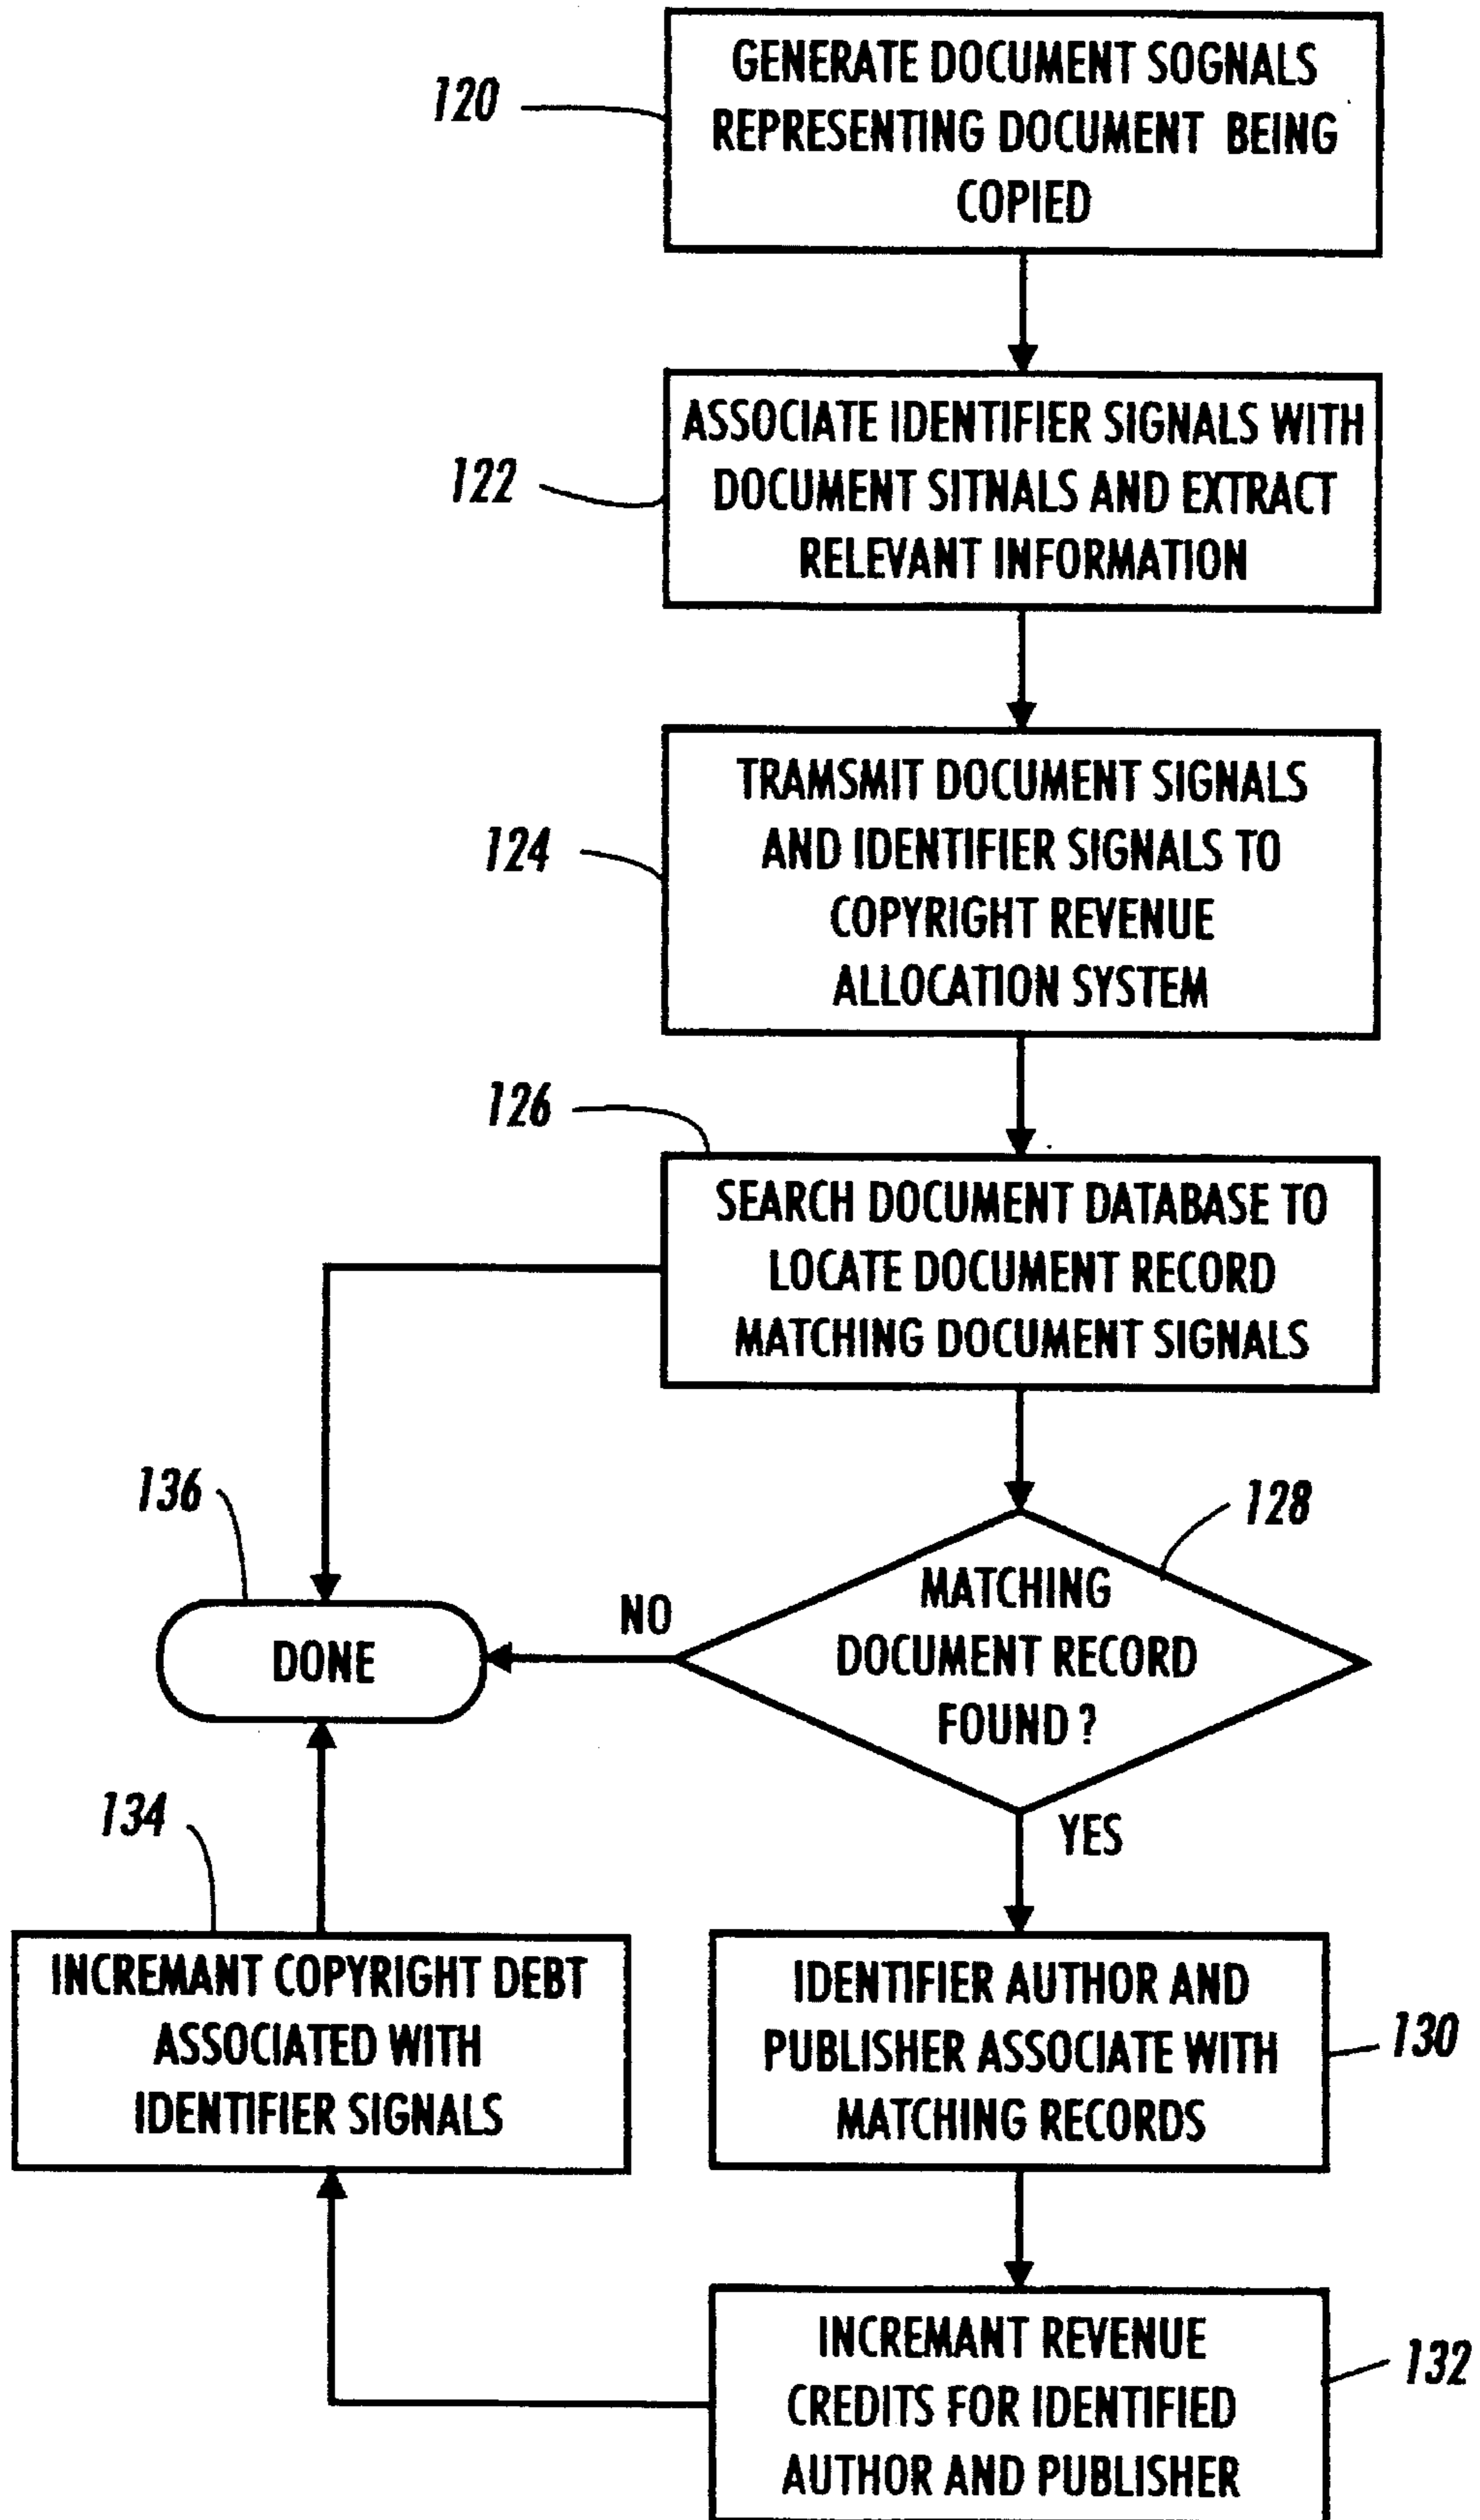 120
GENERATE DOCUMENT SOGNALS
REPRESENTING DOCUMENT BEING
COPIED
122
ASSOCIATE IDENTIFIER SIGNALS WITH
DOCUMENT SITNALS AND EXTRACT
RELEVANT INFORMATION
124
TRAMSMIT DOCUMENT SIGNALS
AND IDENTIFIER SIGNALS TO
COPYRIGHT REVENUE
ALLOCATION SYSTEM
126
SEARCH DOCUMENT DATABASE TO
LOCATE DOCUMENT RECORD
MATCHING DOCUMENT SIGNALS
136
DONE
NO
128
MATCHING
DOCUMENT RECORD
FOUND?
YES
134
INCREMANT COPYRIGHT DEBT
ASSOCIATED WITH
IDENTIFIER SIGNALS
IDENTIFIER AUTHOR AND
PUBLISHER ASSOCIATE WITH
MATCHING RECORDS
130
INCREMANT REVENUE
CREDITS FOR IDENTIFIED
AUTHOR AND PUBLISHER
132